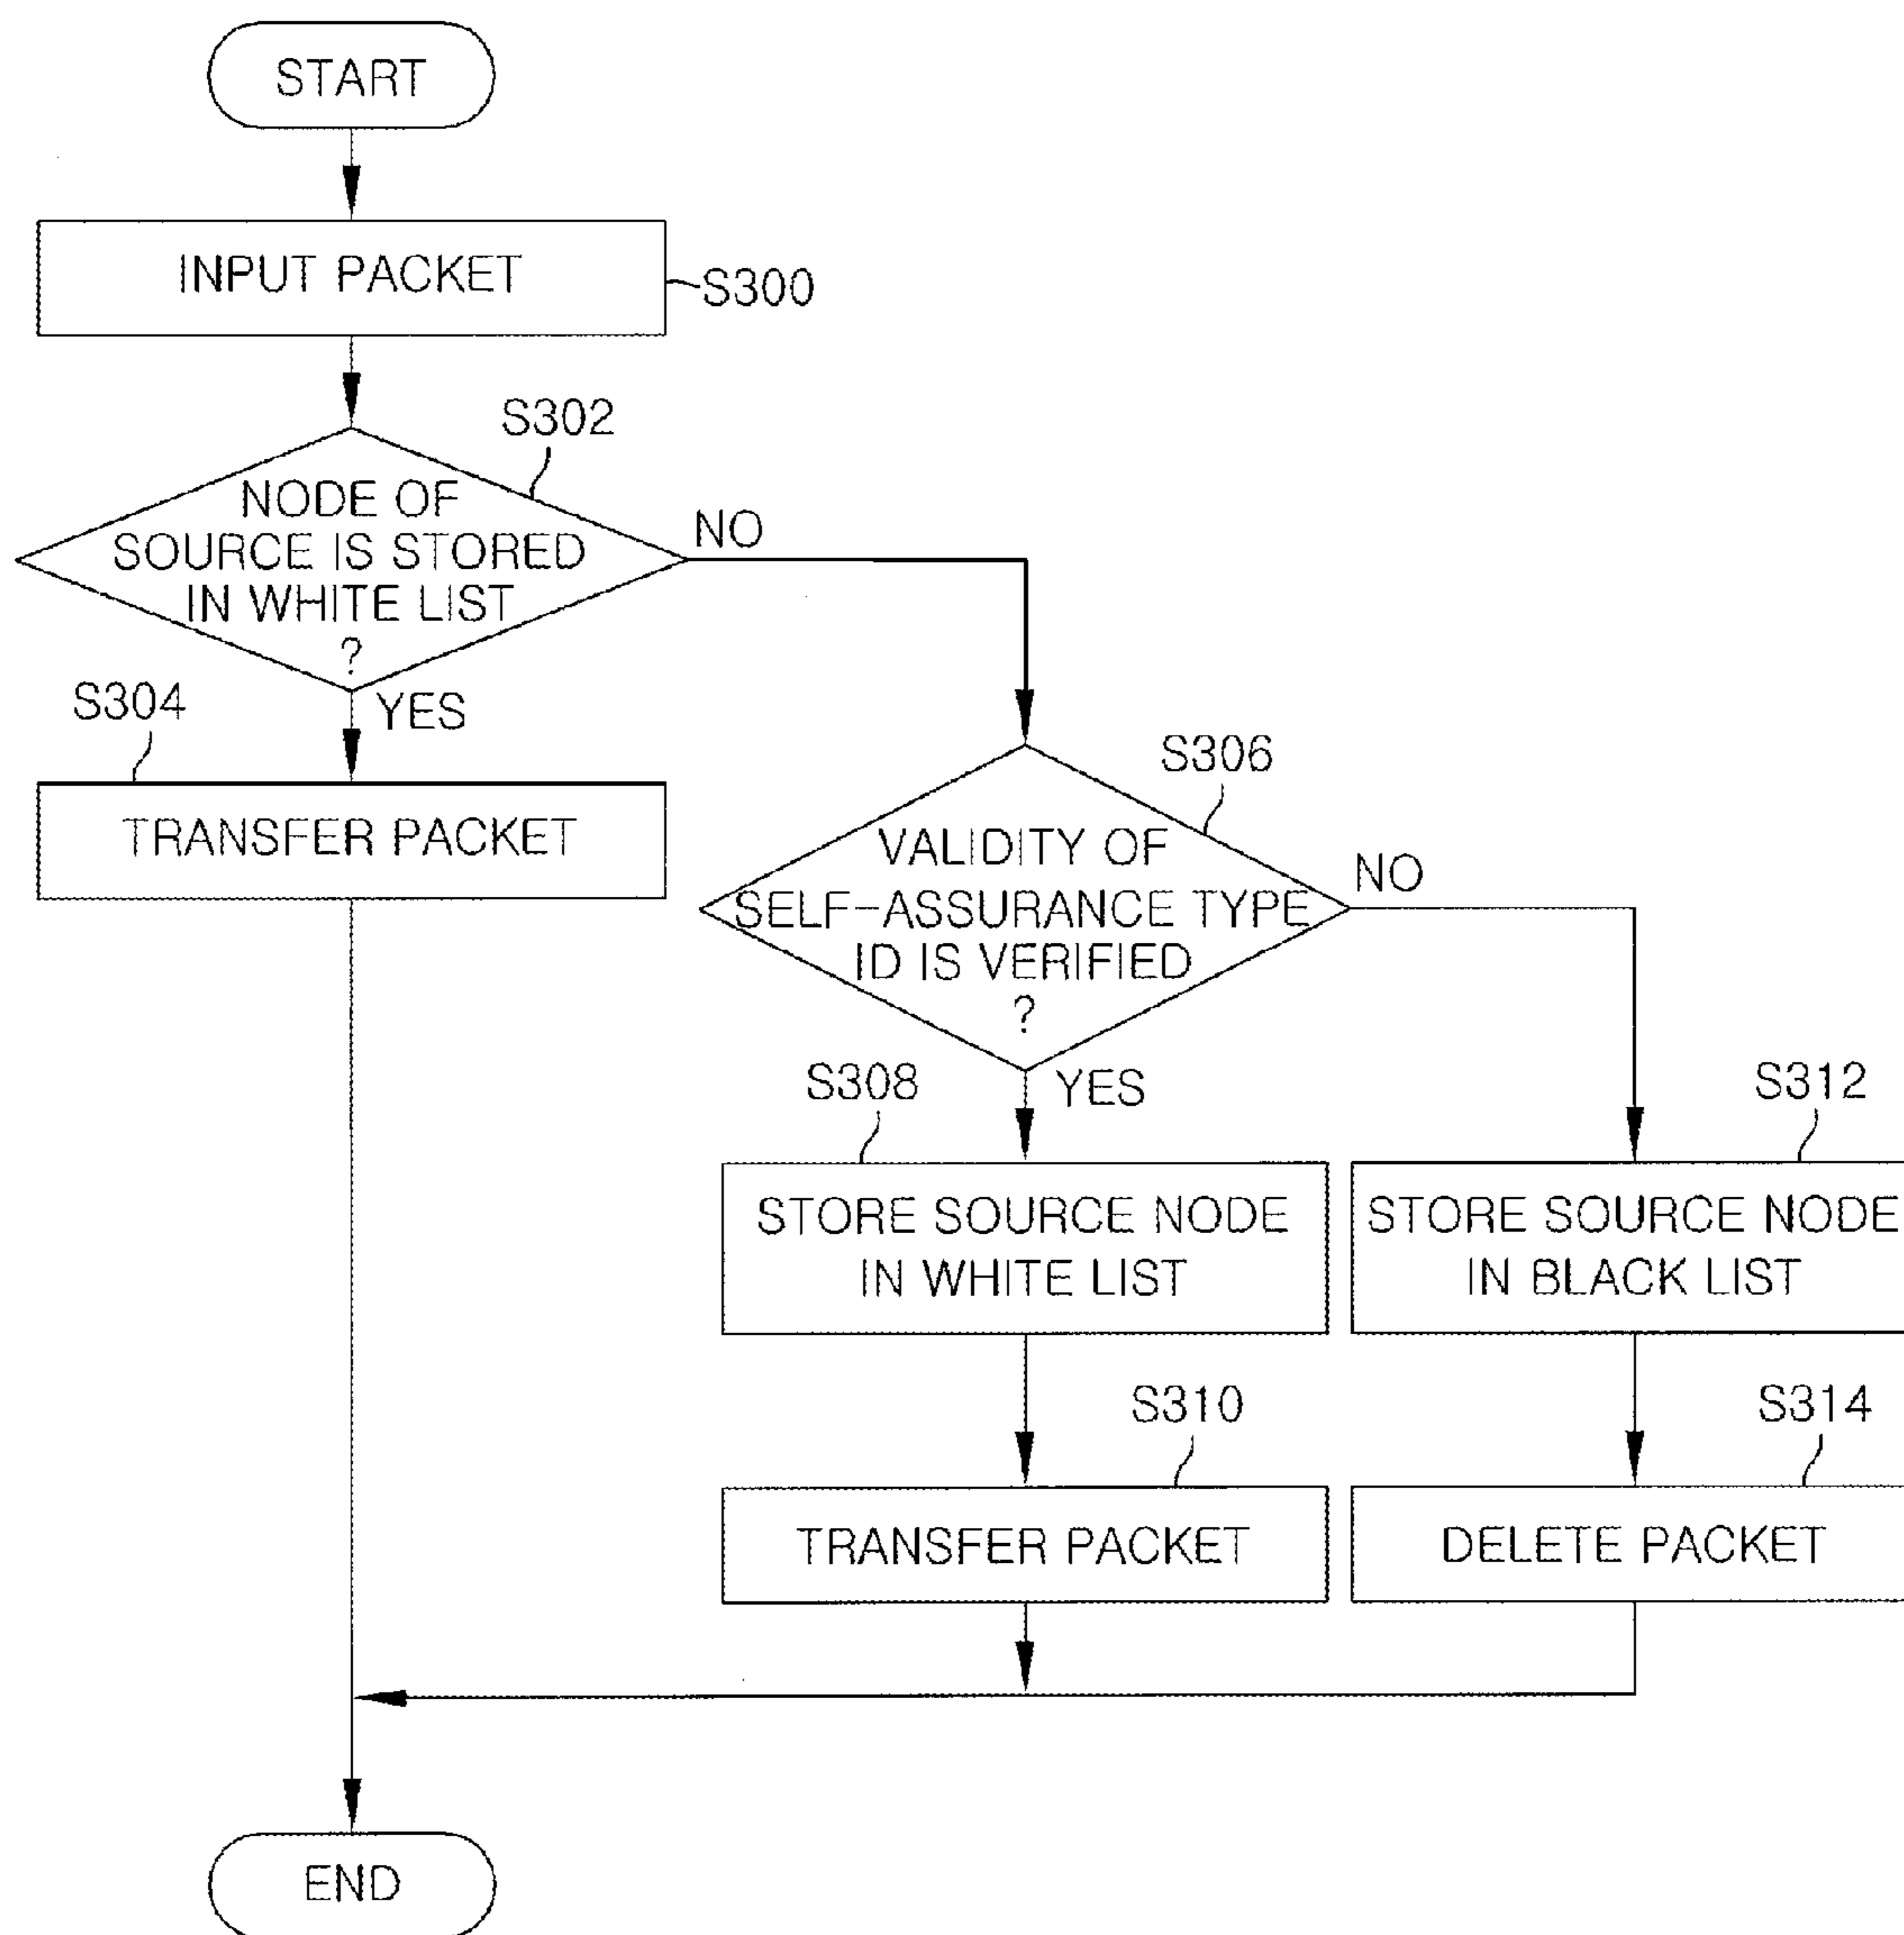 START
INPUT PACKET
S300
S302
NODE OF
SOURCE IS STORED
IN WHITE LIST
?
NO
YES
S304
TRANSFER PACKET
S306
VALIDITY OF
SELF-ASSURANCE TYPE
ID IS VERIFIED
?
NO
YES
S308
STORE SOURCE NODE
IN WHITE LIST
S312
STORE SOURCE NODE
IN BLACK LIST
S310
TRANSFER PACKET
S314
DELETE PACKET
END